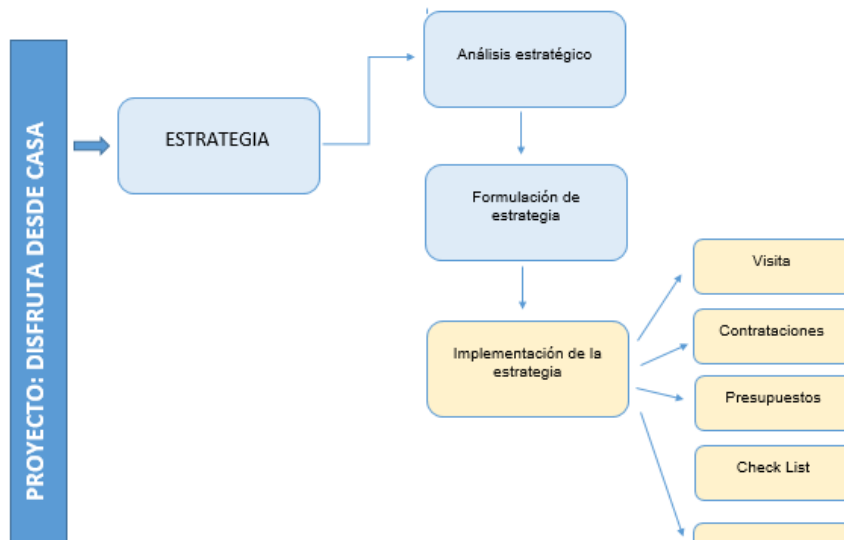 PROYECTO: DISFRUTA DESDE CASA
ESTRATEGIA
Análisis estratégico
Formulación de
estrategia
Implementación de la
estrategia
Visita
Contrataciones
Presupuestos
Check List